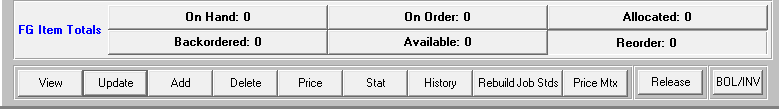 On Hand: 0 On Order: 0 Allocated: 0
FG Item Totals
Backordered: 0 Available: 0 Reorder: 0
View Update Add Delete Price Stat History Rebuild Job Stds Price Mtx Release BOL/INV